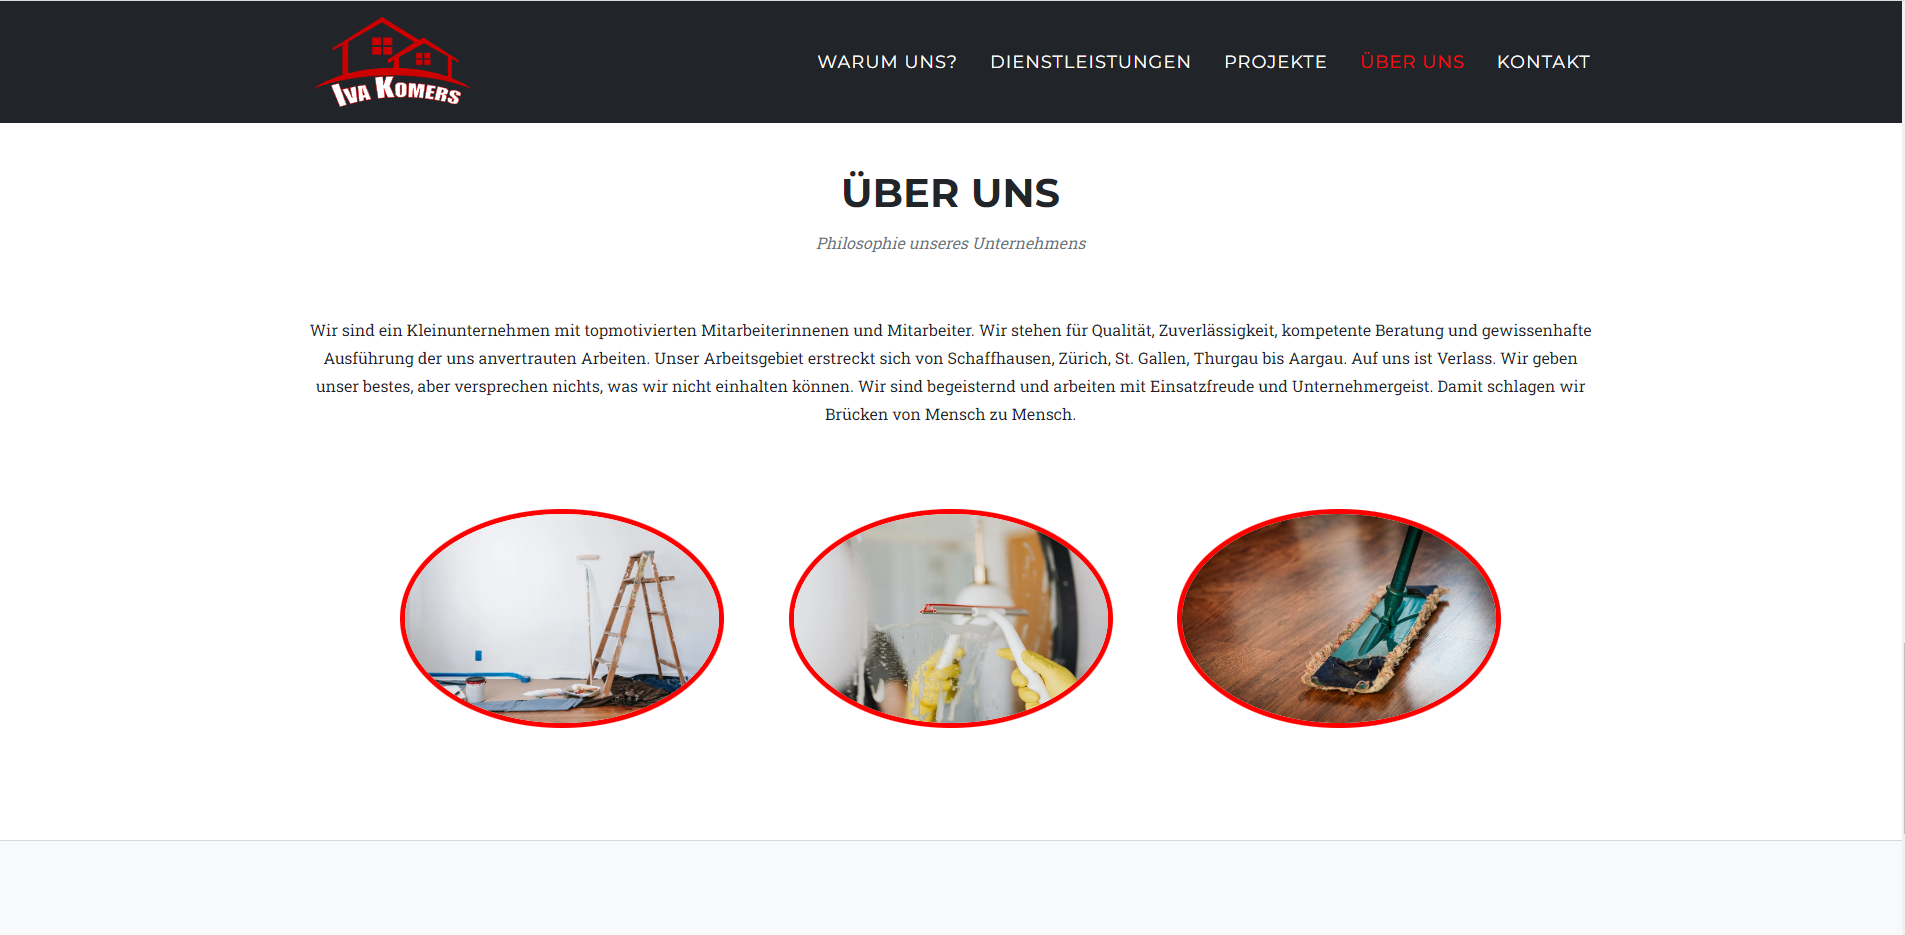 IVA KOMERS
WARUM UNS? DIENSTLEISTUNGEN PROJEKTE ÜBER UNS KONTAKT
ÜBER UNS
Philosophie unseres Unternehmens
Wir sind ein Kleinunternehmen mit topmotivierten Mitarbeiterinnenen und Mitarbeiter. Wir stehen für Qualität, Zuverlässigkeit, kompetente Beratung und gewissenhafte
Ausführung der uns anvertrauten Arbeiten. Unser Arbeitsgebiet erstreckt sich von Schaffhausen, Zürich, St. Gallen, Thurgau bis Aargau. Auf uns ist Verlass. Wir geben
unser bestes, aber versprechen nichts, was wir nicht einhalten können. Wir sind begeisternd und arbeiten mit Einsatzfreude und Unternehmergeist. Damit schlagen wir
Brücken von Mensch zu Mensch.